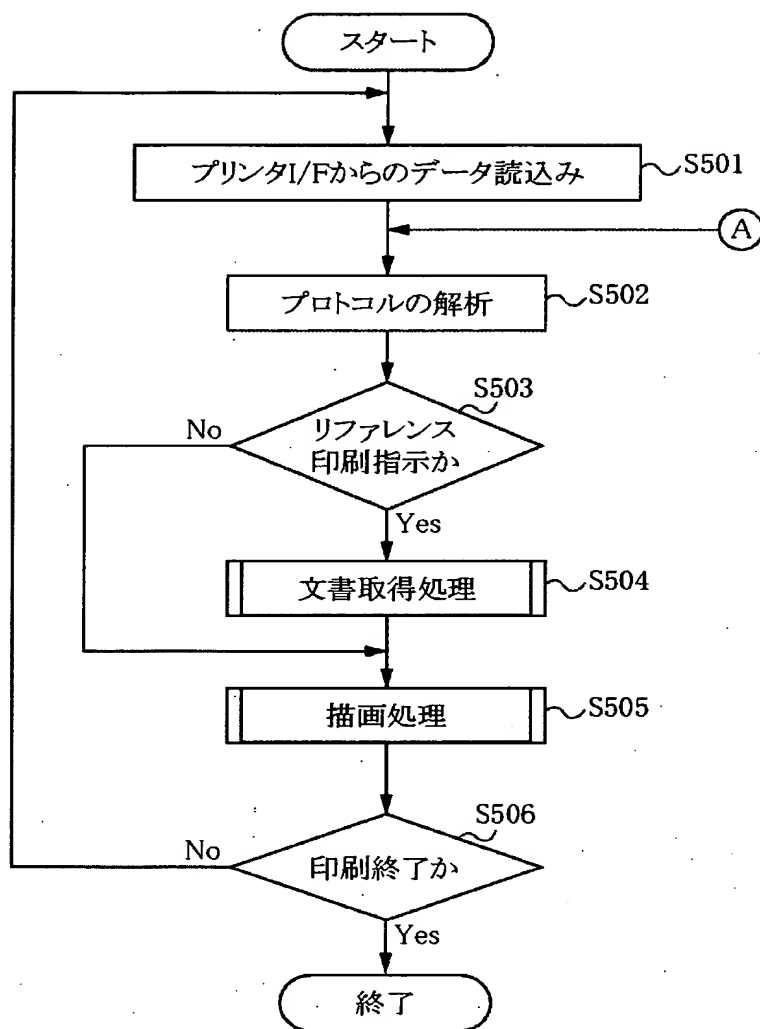 スタート
プリンタI/Fからのデータ読込み
S501
A
プロトコルの解析
S502
S503
リファレンス
印刷指示か
No
Yes
文書取得処理
S504
描画処理
S505
S506
印刷終了か
No
Yes
終了